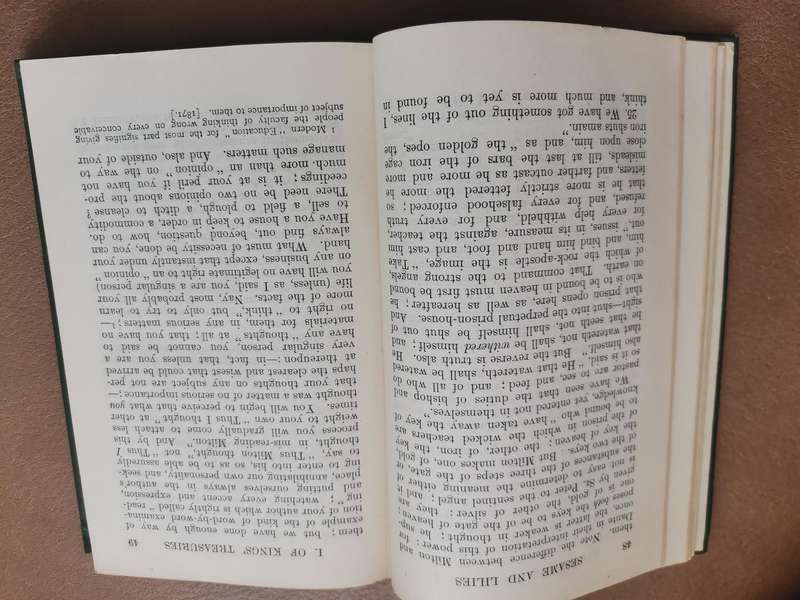 48 SESAME AND LILIES
them. Note the difference between Milton and
Dante in their interpretation of this power: for
once, the latter is weaker in thought; he sup-
poses both the keys to be of the gate of heaven;
one is of gold, the other of silver: they are
given by St. Peter to the sentinel angel; and it
is not easy to determine the meaning either of
the substances of the three steps of the gate, or
of the two keys. But Milton makes one, of gold,
the key of heaven; the other, of iron, the key
of the prison in which the wicked teachers are
to be bound who "have taken away the key of
knowledge, yet entered not in themselves."
We have seen that the duties of bishop and
pastor are to see, and feed; and of all who do
so it is said, "He that watereth, shall be watered
also himself." But the reverse is truth also. He
that watereth not, shall be withered himself; and
he that seeth not, shall himself be shut out of
sight—shut into the perpetual prison-house. And
that prison opens here, as well as hereafter: he
who is to be bound in heaven must first be bound
on earth. That command to the strong angels,
of which the rock-apostle is the image, "Take
him, and bind him hand and foot, and cast him
out," issues, in its measure, against the teacher,
for every help withheld, and for every truth
refused, and for every falsehood enforced; so
that he is more strictly fettered the more he
fetters, and farther outcast as he more and more
misleads, till at last the bars of the iron cage
close upon him, and as "the golden opes, the
iron shuts amain."
25. We have got something out of the lines, I
think, and much more is yet to be found in
I. OF KINGS' TREASURIES 49
them; but we have done enough by way of
example of the kind of word-by-word examina-
tion of your author which is rightly called "read-
ing"; watching every accent and expression,
and putting ourselves always in the author's
place, annihilating our own personality, and seek-
ing to enter into his, so as to be able assuredly
to say, "Thus Milton thought," not "Thus I
thought, in mis-reading Milton." And by this
process you will gradually come to attach less
weight to your own "Thus I thought" at other
times. You will begin to perceive that what you
thought was a matter of no serious importance;—
that your thoughts on any subject are not per-
haps the clearest and wisest that could be arrived
at thereupon:—in fact, that unless you are a
very singular person, you cannot be said to
have any "thoughts" at all; that you have no
materials for them, in any serious matters;¹—
no right to "think," but only to try to learn
more of the facts. Nay, most probably all your
life (unless, as I said, you are a singular person)
you will have no legitimate right to an "opinion"
on any business, except that instantly under your
hand. What must of necessity be done, you can
always find out, beyond question, how to do.
Have you a house to keep in order, a commodity
to sell, a field to plough, a ditch to cleanse?
There need be no two opinions about the pro-
ceedings; it is at your peril if you have not
much more than an "opinion" on the way to
manage such matters. And also, outside of your
¹ Modern "Education" for the most part signifies giving
people the faculty of thinking wrong on every conceivable
subject of importance to them. [1871.]